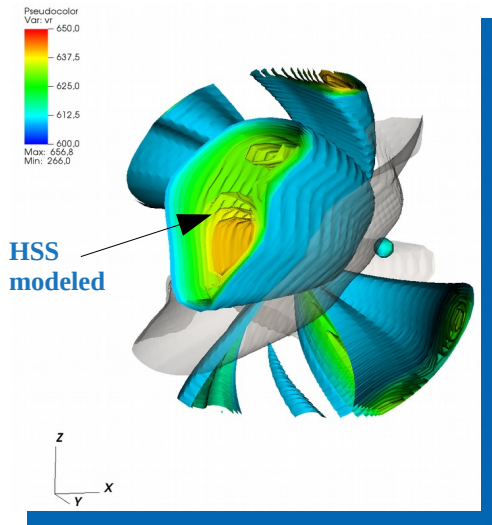 Pseudocolor
Var: vr
650,0
637,5
625,0
612,5
600,0
Max: 656,8
Min: 266,0
HSS
modeled
Z
X
Y